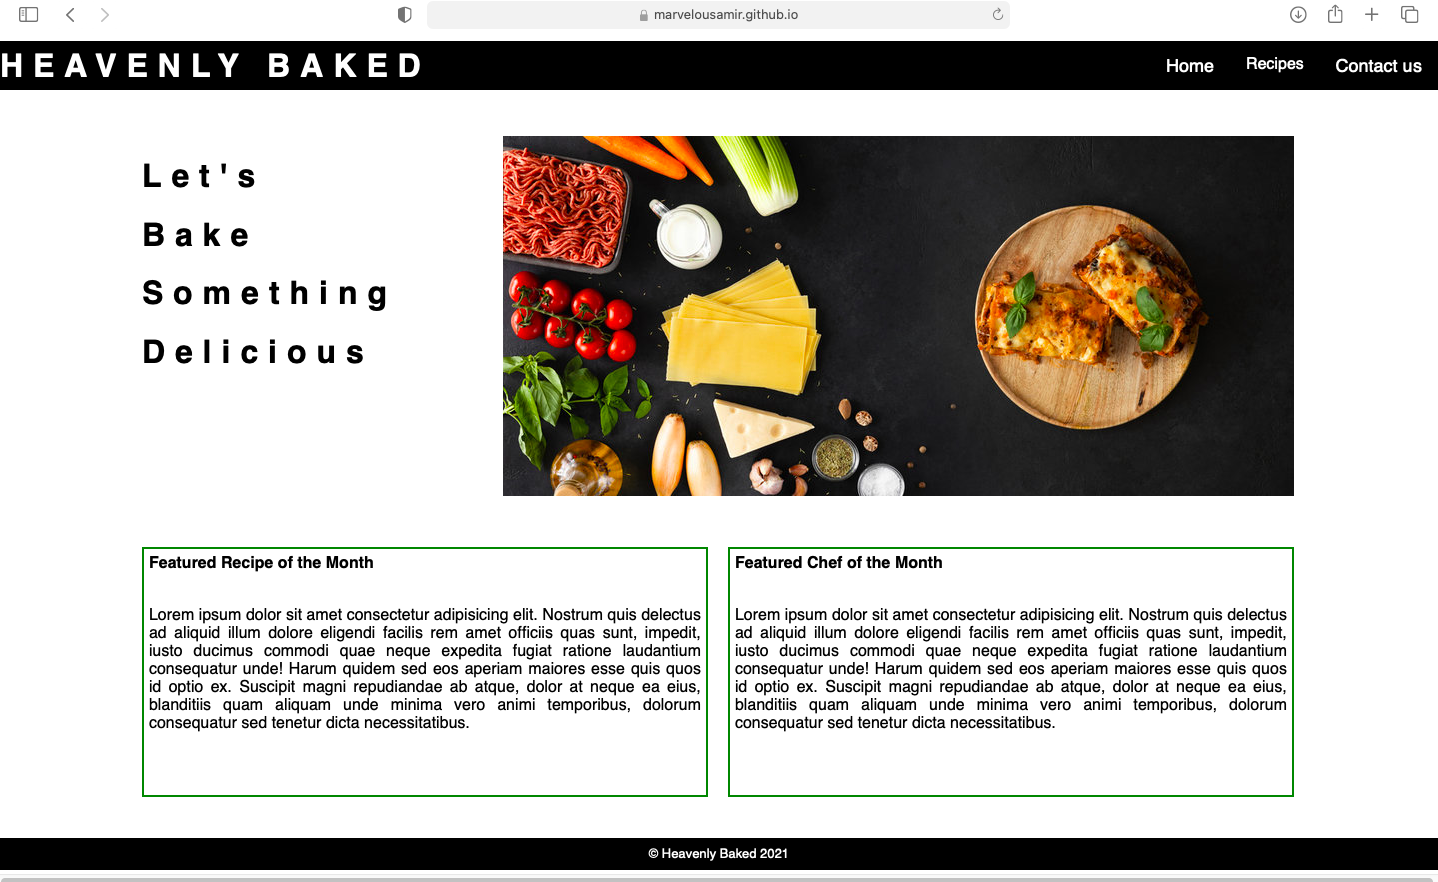 marvelousamir.github.io
HEAVENLY BAKED
Home Recipes Contact us
Let's
Bake
Something
Delicious
Featured Recipe of the Month
Lorem ipsum dolor sit amet consectetur adipisicing elit. Nostrum quis delectus
ad aliquid illum dolore eligendi facilis rem amet officiis quas sunt, impedit,
iusto ducimus commodi quae neque expedita fugiat ratione laudantium
consequatur unde! Harum quidem sed eos aperiam maiores esse quis quos
id optio ex. Suscipit magni repudiandae ab atque, dolor at neque ea eius,
blanditiis quam aliquam unde minima vero animi temporibus, dolorum
consequatur sed tenetur dicta necessitatibus.
Featured Chef of the Month
Lorem ipsum dolor sit amet consectetur adipisicing elit. Nostrum quis delectus
ad aliquid illum dolore eligendi facilis rem amet officiis quas sunt, impedit,
iusto ducimus commodi quae neque expedita fugiat ratione laudantium
consequatur unde! Harum quidem sed eos aperiam maiores esse quis quos
id optio ex. Suscipit magni repudiandae ab atque, dolor at neque ea eius,
blanditiis quam aliquam unde minima vero animi temporibus, dolorum
consequatur sed tenetur dicta necessitatibus.
© Heavenly Baked 2021